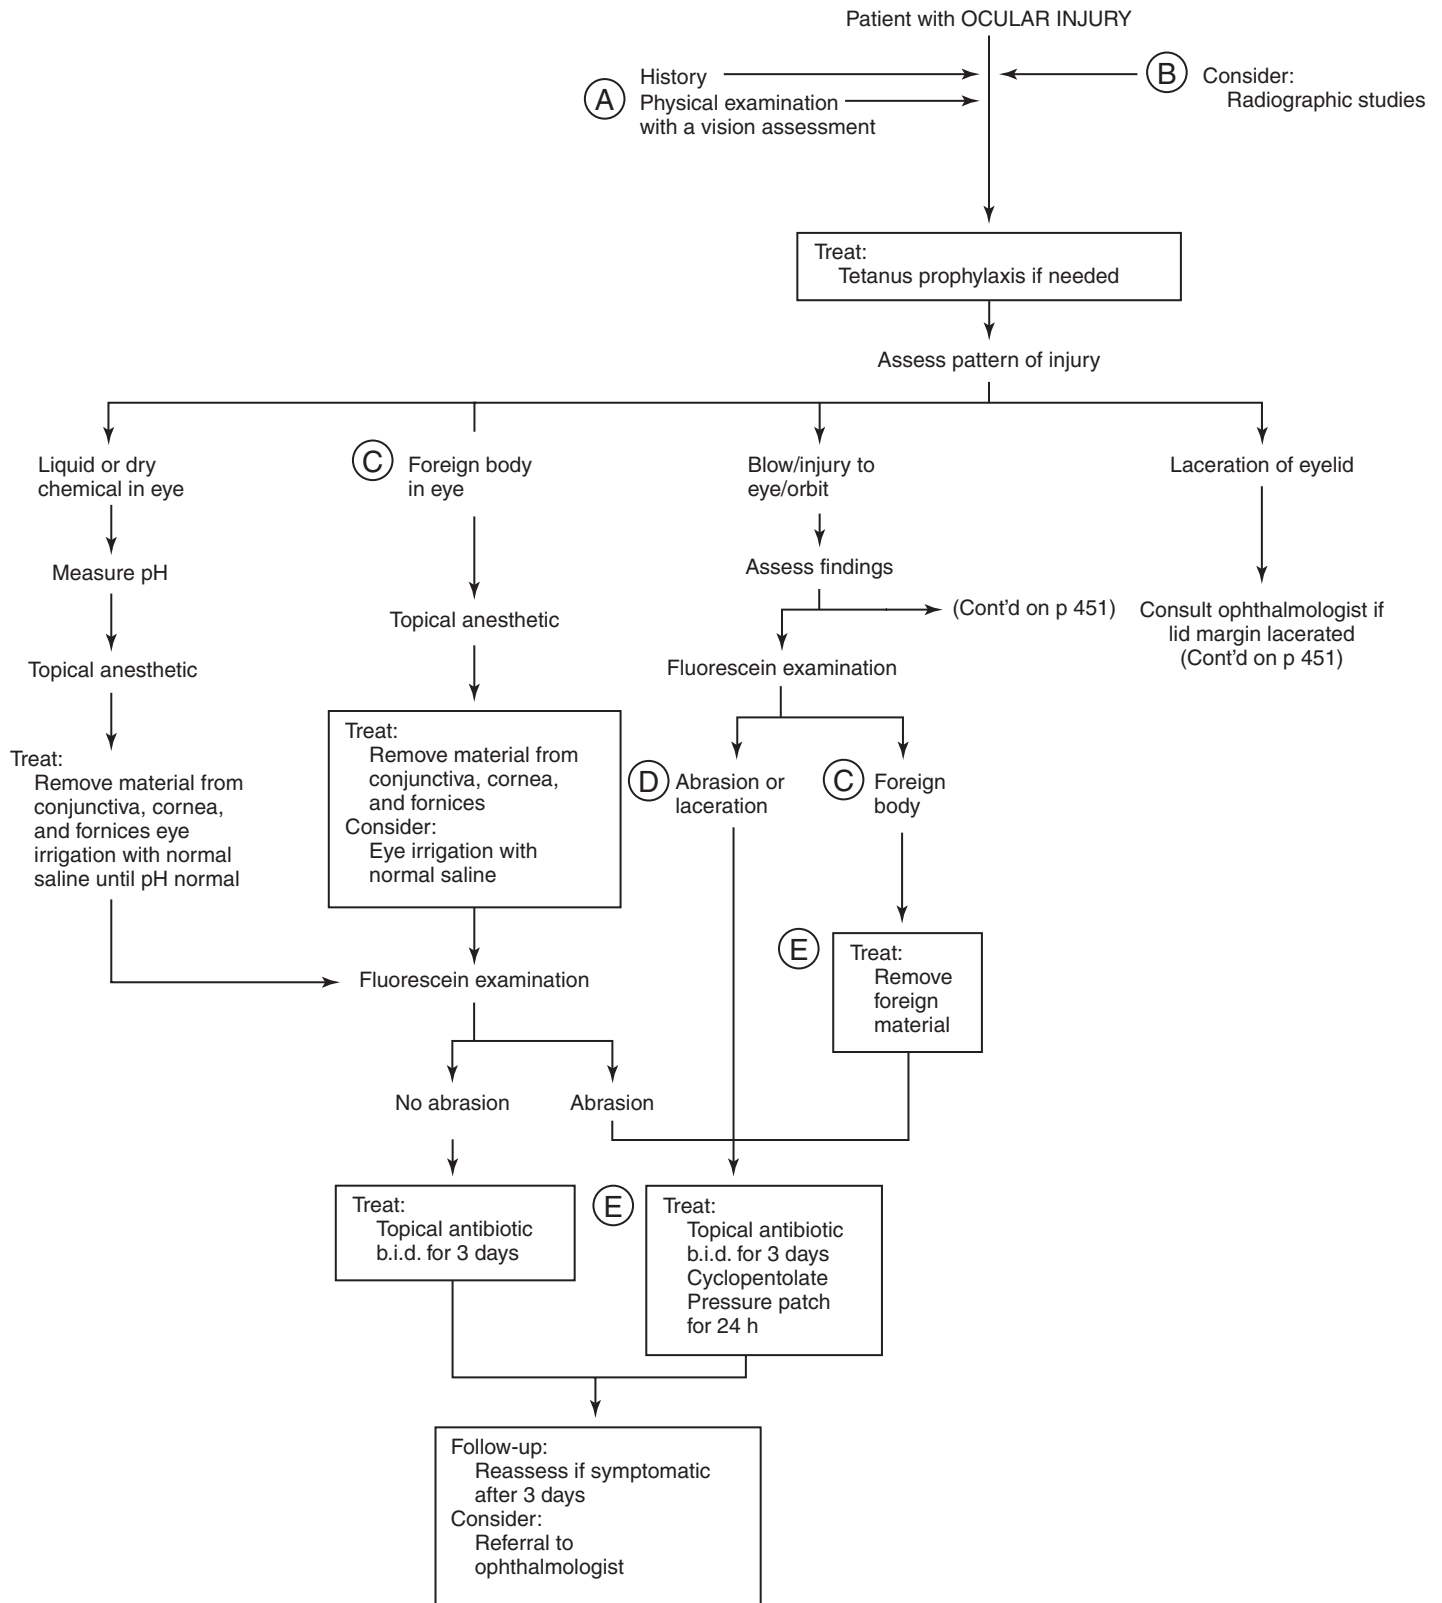 Patient with OCULAR INJURY
A
History
Physical examination
with a vision assessment
B
Consider:
Radiographic studies
Treat:
Tetanus prophylaxis if needed
Assess pattern of injury
Liquid or dry
chemical in eye
C
Foreign body
in eye
Blow/injury to
eye/orbit
Laceration of eyelid
Measure pH
Assess findings
Topical anesthetic
(Cont'd on p 451)
Consult ophthalmologist if
lid margin lacerated
(Cont'd on p 451)
Topical anesthetic
Fluorescein examination
Treat:
Remove material from
conjunctiva, cornea,
and fornices eye
irrigation with normal
saline until pH normal
Treat:
Remove material from
conjunctiva, cornea,
and fornices
Consider:
Eye irrigation with
normal saline
D
Abrasion or
laceration
C
Foreign
body
E
Treat:
Remove
foreign
material
Fluorescein examination
No abrasion
Abrasion
Treat:
Topical antibiotic
b.i.d. for 3 days
E
Treat:
Topical antibiotic
b.i.d. for 3 days
Cyclopentolate
Pressure patch
for 24 h
Follow-up:
Reassess if symptomatic
after 3 days
Consider:
Referral to
ophthalmologist